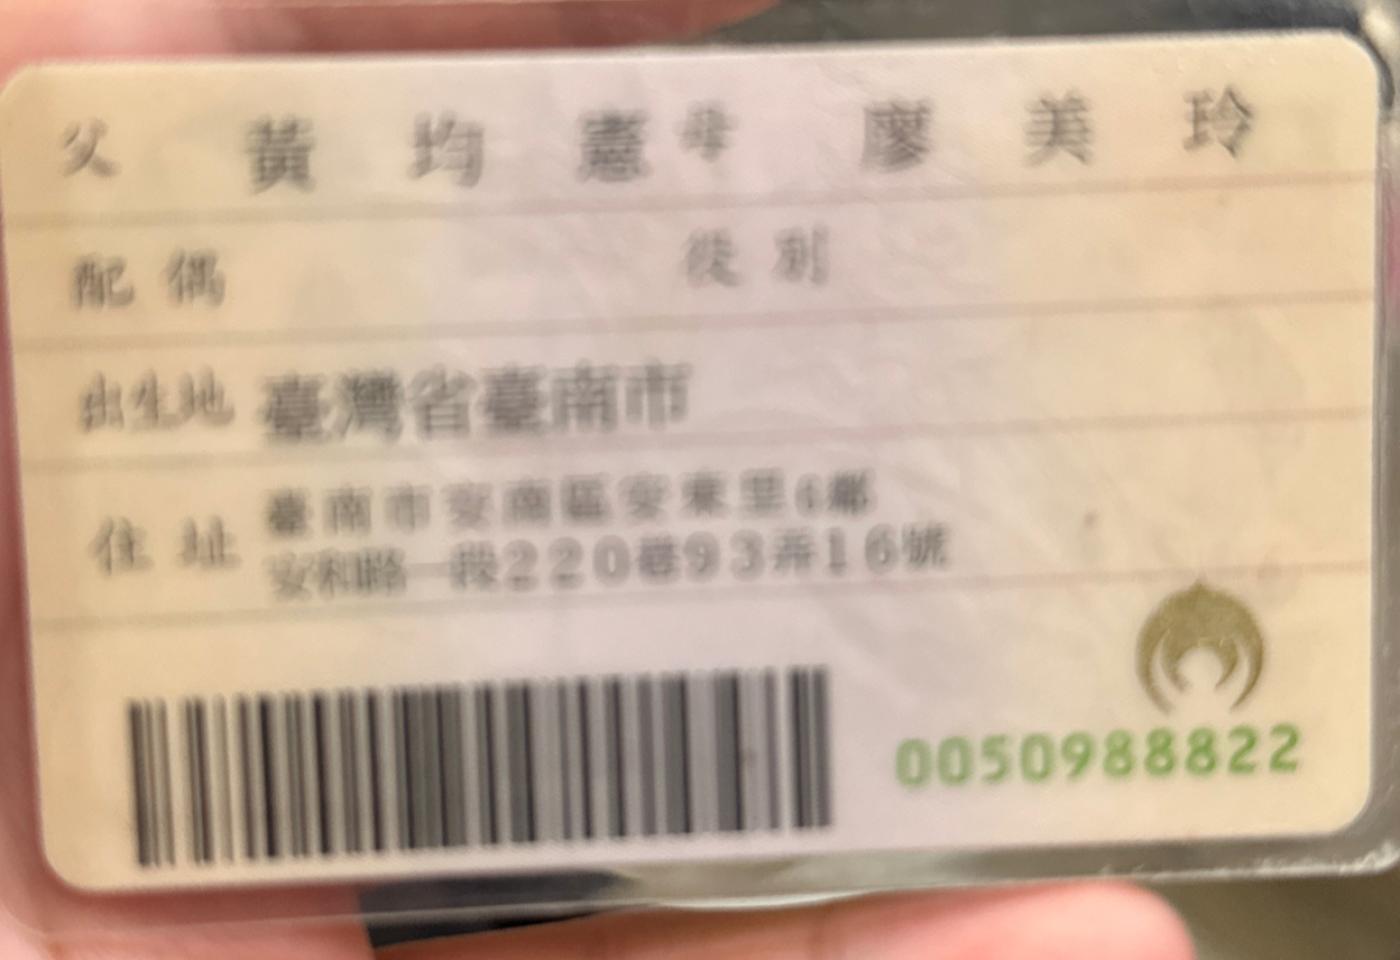 父 黃均憲 母 廖美玲
配偶 役別
出生地 臺灣省臺南市
住址 臺南市安南區安東里6鄰
安和路一段220巷93弄16號
0050988822